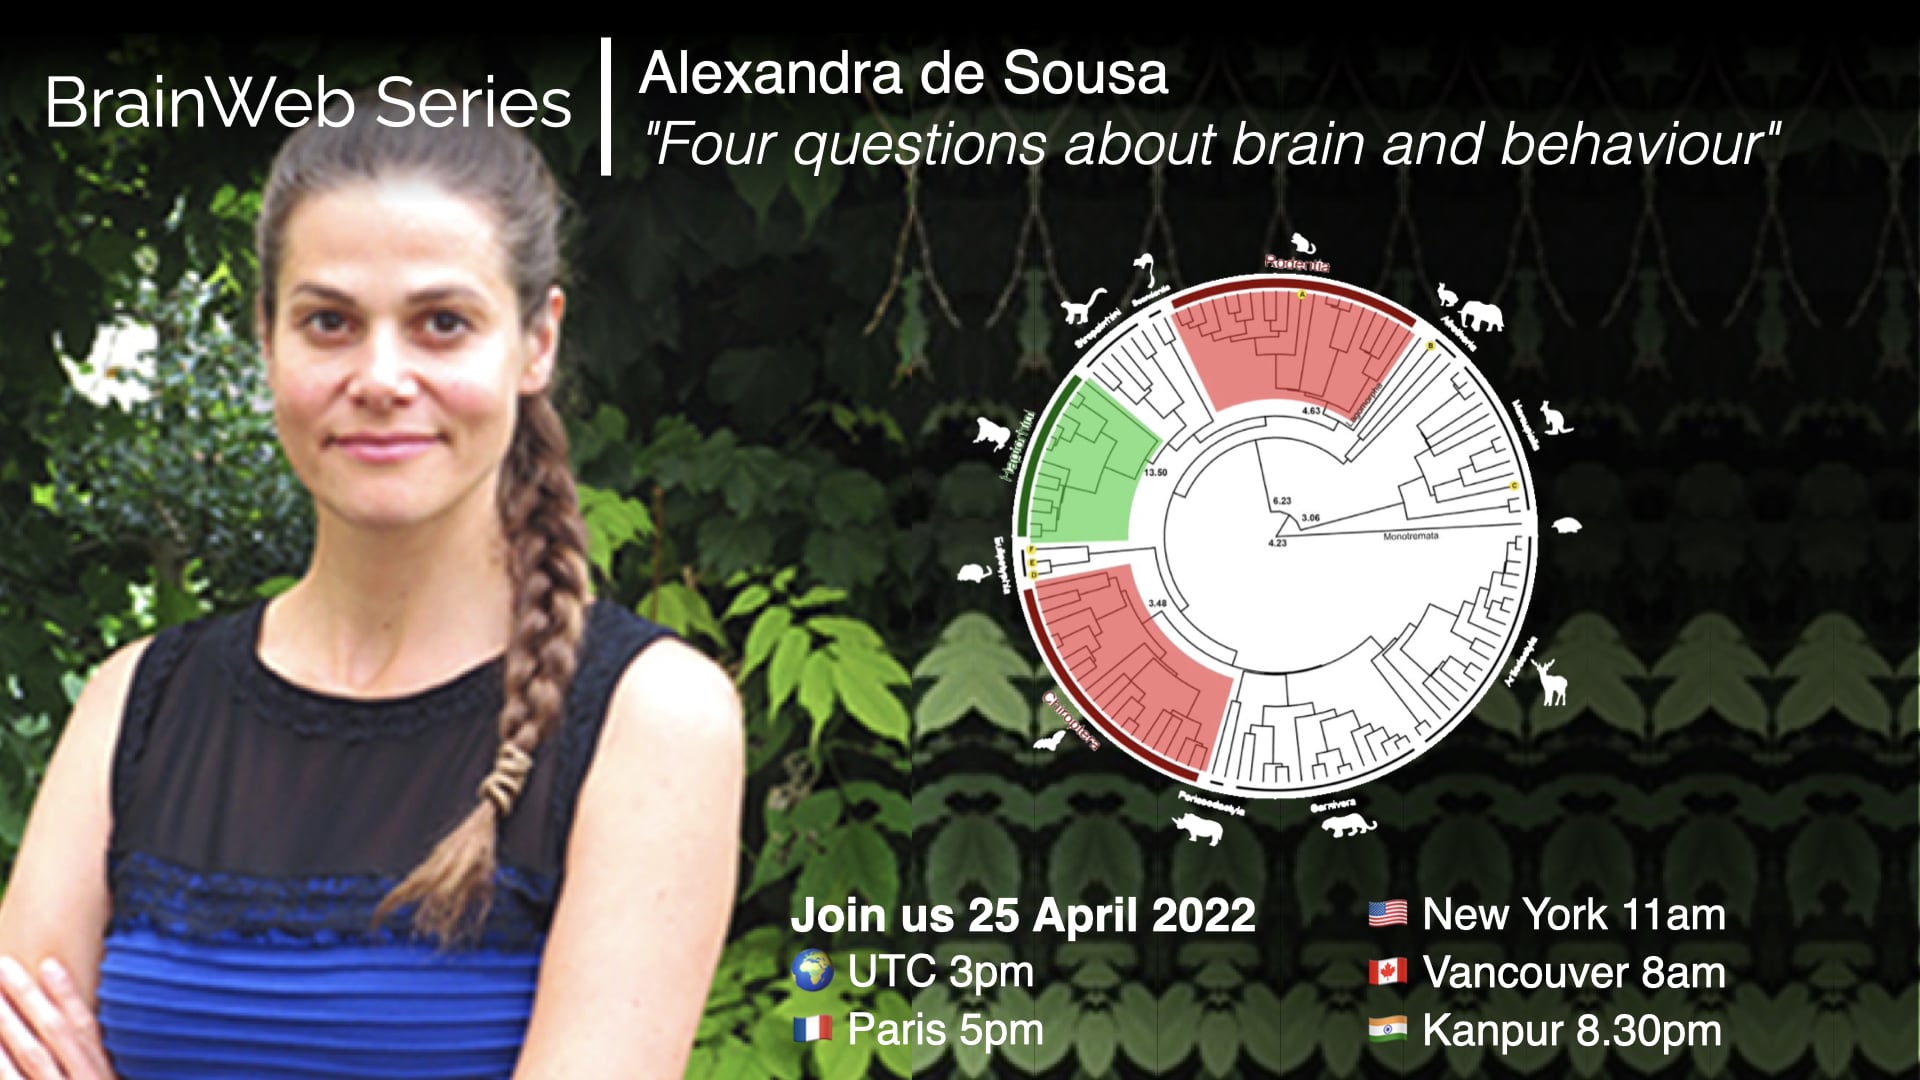 BrainWeb Series
Alexandra de Sousa
"Four questions about brain and behaviour"
Rodentia
A
Scandentia
Strepsirrhini
B
Afrotheria
Lagomorpha
Marsupialia
Haplorrhini
4.63
13.50
C
6.23
3.06
4.23
Monotremata
Eulipotyphla
F
E
D
3.48
Artiodactyla
Chiroptera
Perissodactyla
Carnivora
Join us 25 April 2022
UTC 3pm
Paris 5pm
New York 11am
Vancouver 8am
Kanpur 8.30pm